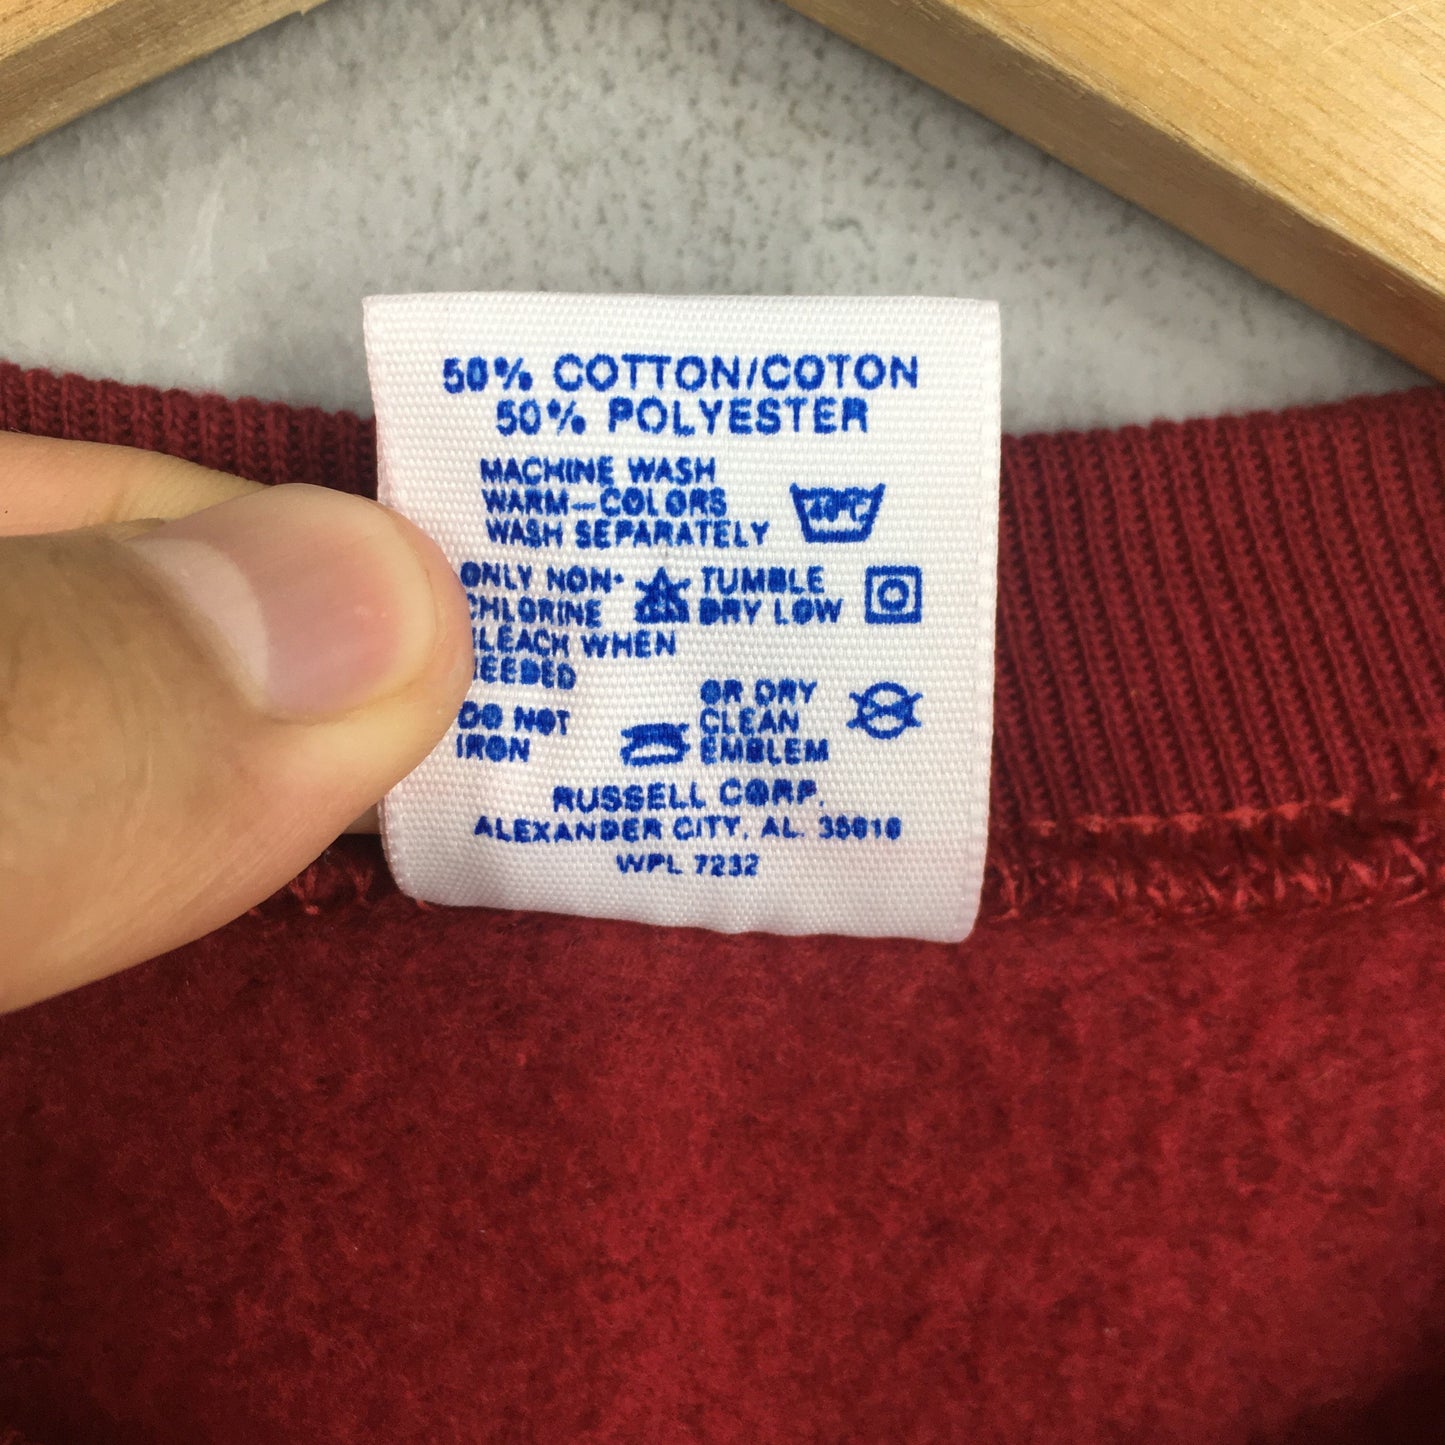 50% COTTON/COTON
50% POLYESTER
MACHINE WASH
WARM-COLORS
WASH SEPARATELY
40°C
ONLY NON-
CHLORINE
BLEACH WHEN
NEEDED
TUMBLE
DRY LOW
DO NOT
IRON
OR DRY
CLEAN
EMBLEM
RUSSELL CORP.
ALEXANDER CITY, AL. 35010
WPL 7232